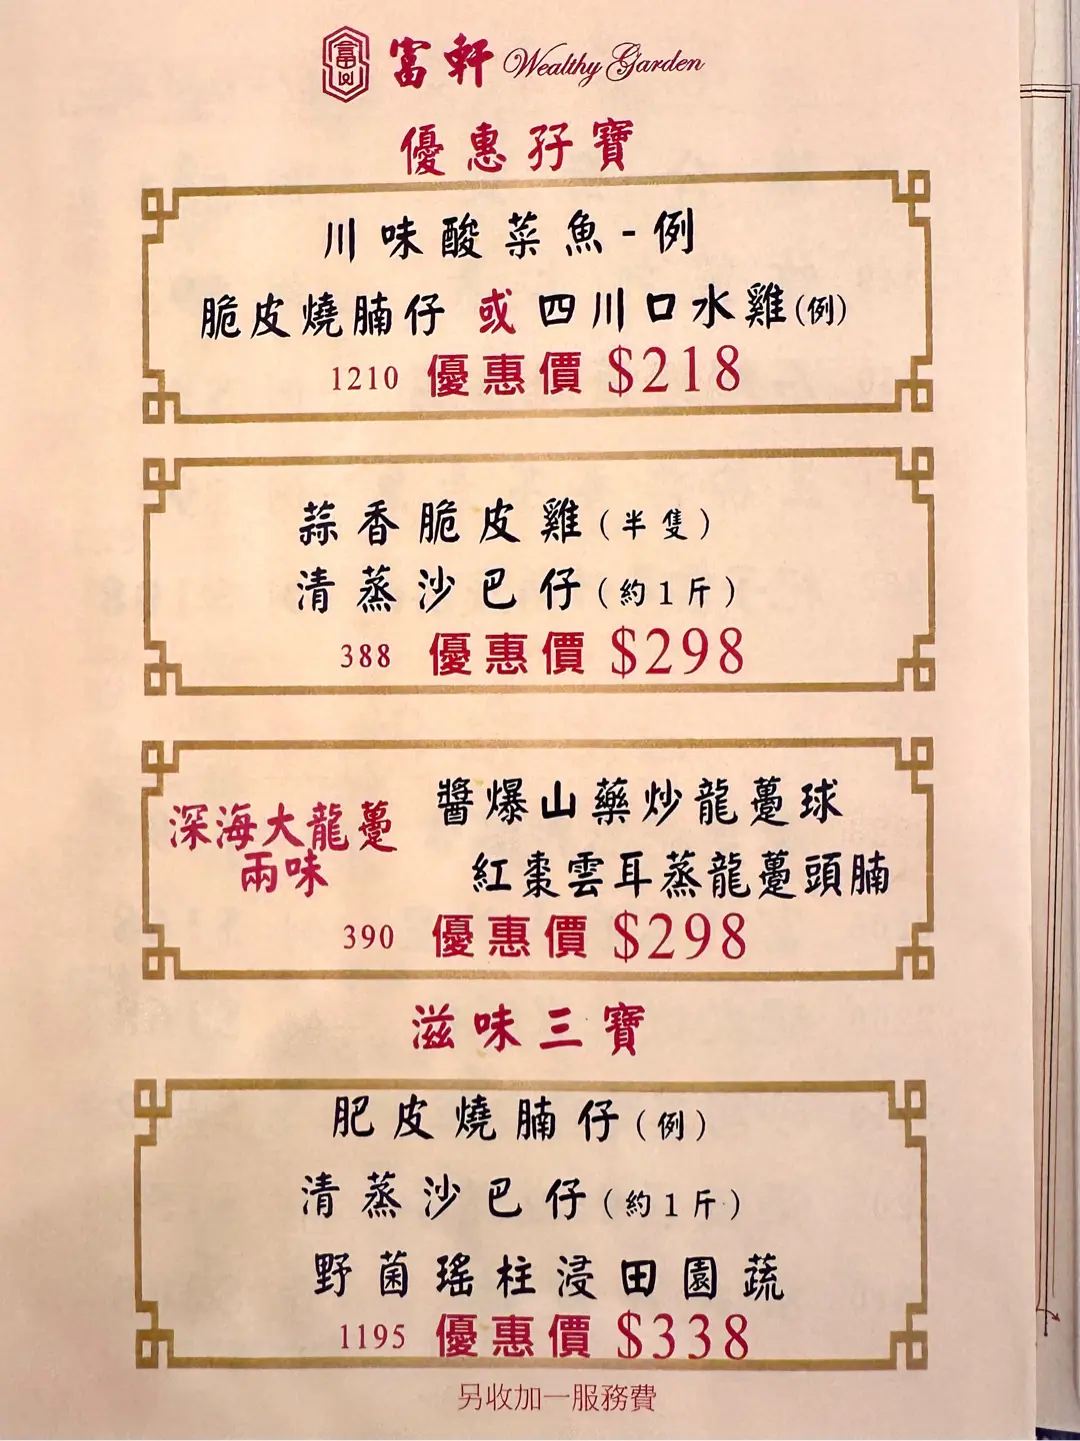 富軒 Wealthy Garden
優惠孖寶
川味酸菜魚-例
脆皮燒腩仔 或 四川口水雞(例)
1210 優惠價 $218
蒜香脆皮雞(半隻)
清蒸沙巴仔(約1斤)
388 優惠價 $298
深海大龍躉
兩味
醬爆山藥炒龍躉球
紅棗雲耳蒸龍躉頭腩
390 優惠價 $298
滋味三寶
肥皮燒腩仔(例)
清蒸沙巴仔(約1斤)
野菌瑤柱浸田園蔬
1195 優惠價 $338
另收加一服務費